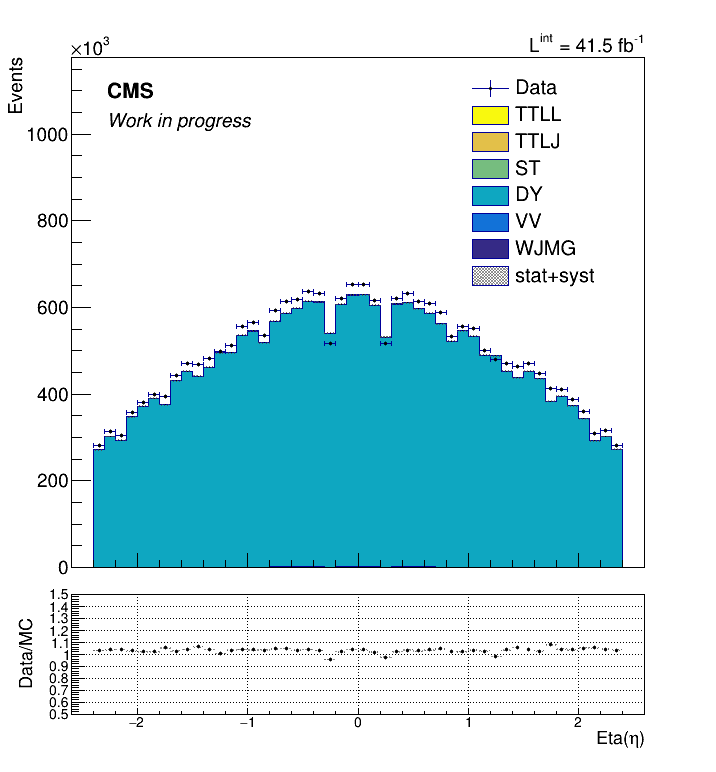 ×10³
L^int = 41.5 fb⁻¹
Events
CMS
Work in progress
Data
TTLL
TTLJ
ST
DY
VV
WJMG
stat+syst
1000
800
600
400
200
0
Data/MC
1.5
1.4
1.3
1.2
1.1
1
0.9
0.8
0.7
0.6
0.5
−2 −1 0 1 2
Eta(η)